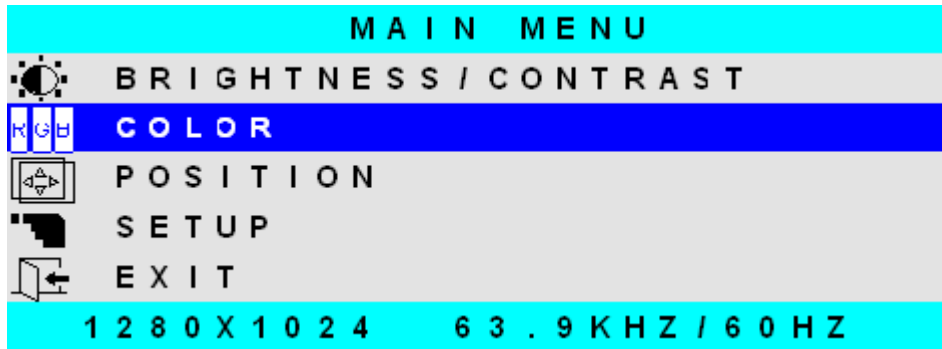 MAIN MENU
BRIGHTNESS/CONTRAST
RGB COLOR
POSITION
SETUP
EXIT
1280X1024 63.9KHZ/60HZ